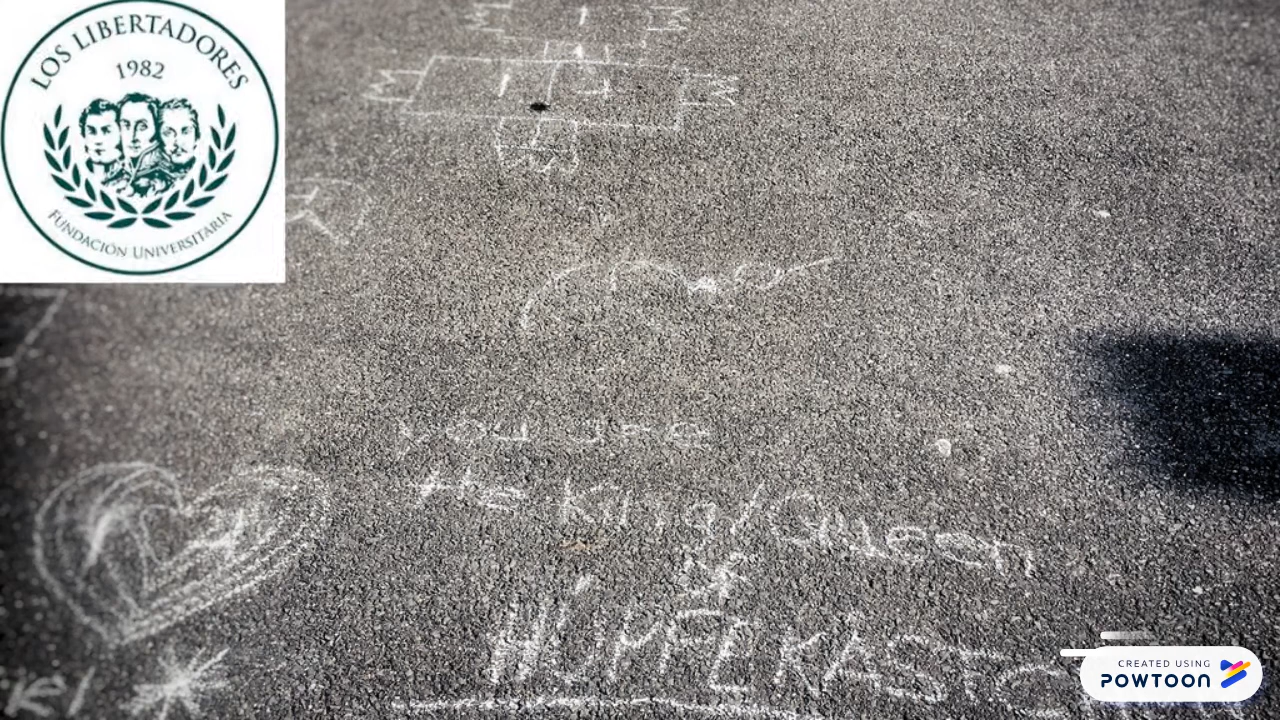 LOS LIBERTADORES
1982
FUNDACIÓN UNIVERSITARIA
you are
the King/Queen
of
CREATED USING
POWTOON